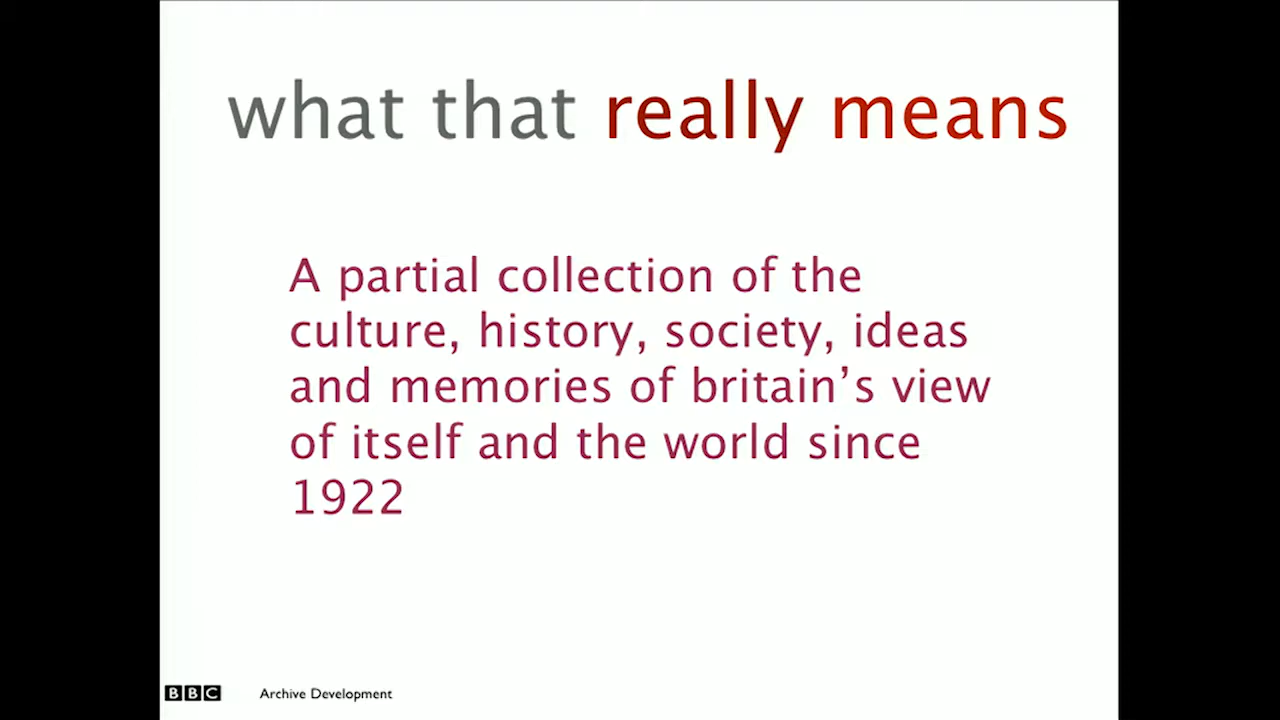 what that really means
A partial collection of the
culture, history, society, ideas
and memories of britain’s view
of itself and the world since
1922
BBC Archive Development